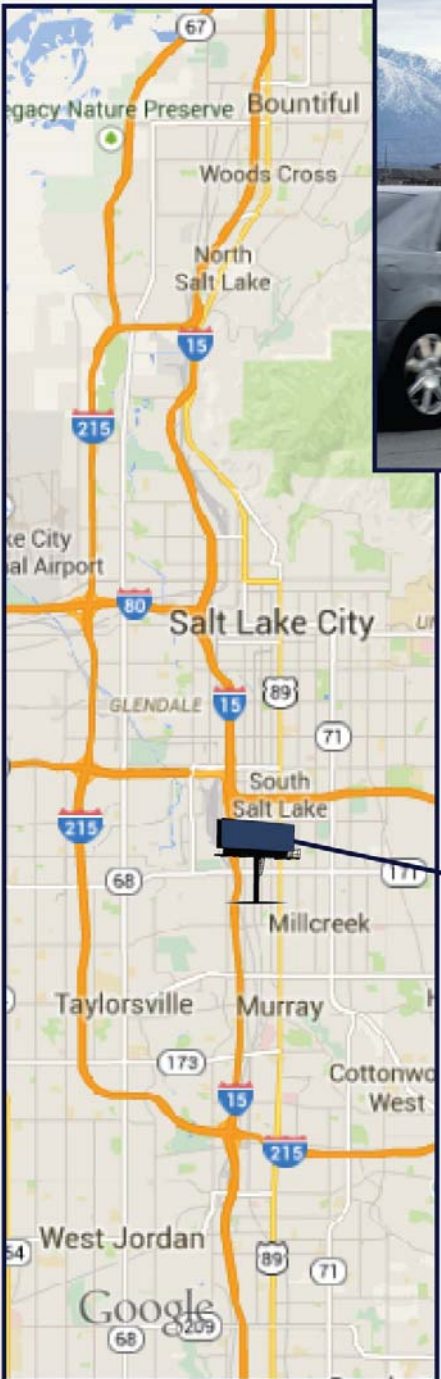 67
egacy Nature Preserve
Bountiful
Woods Cross
North
Salt Lake
15
215
ke City
al Airport
80
Salt Lake City
GLENDALE
15
89
71
South
Salt Lake
215
68
171
Millcreek
Taylorsville
Murray
173
Cottonwo
West
15
215
West Jordan
54
89
71
Google
209
68